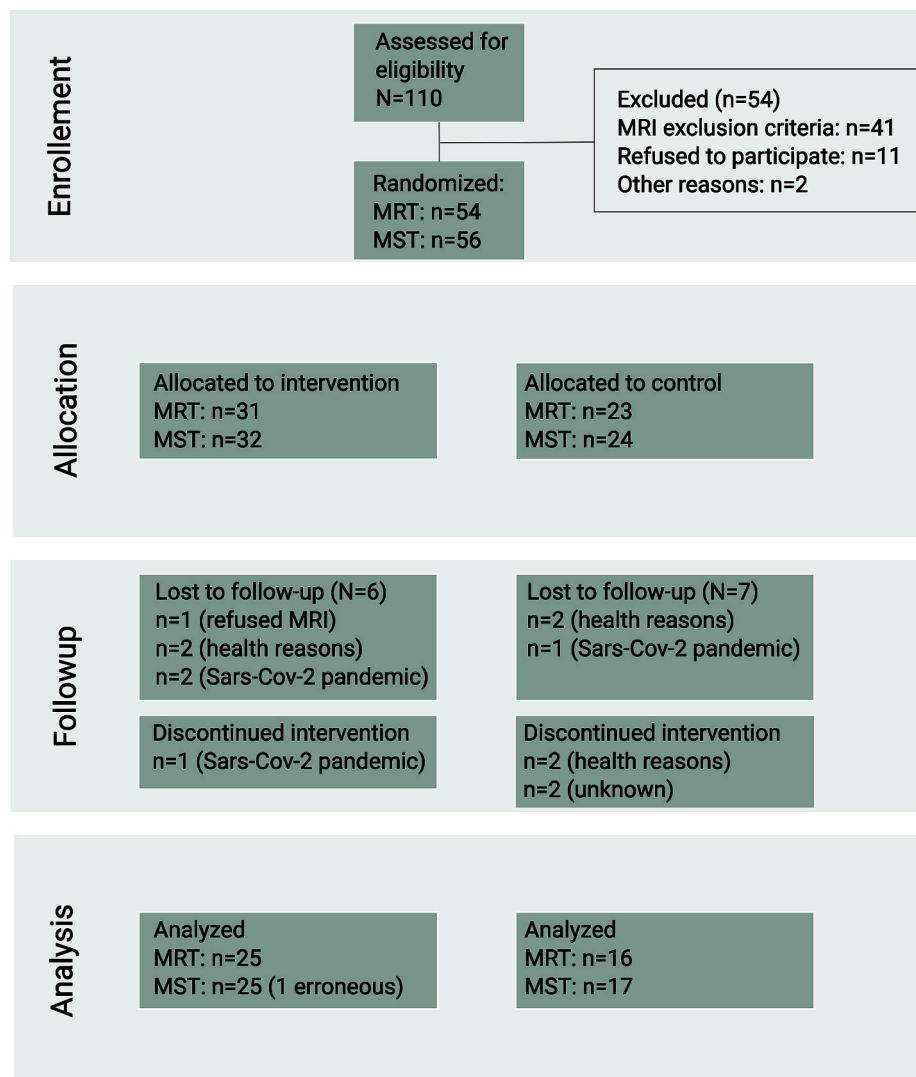 Enrollement
Assessed for
eligibility
N=110
Excluded (n=54)
MRI exclusion criteria: n=41
Refused to participate: n=11
Other reasons: n=2
Randomized:
MRT: n=54
MST: n=56
Allocation
Allocated to intervention
MRT: n=31
MST: n=32
Allocated to control
MRT: n=23
MST: n=24
Followup
Lost to follow-up (N=6)
n=1 (refused MRI)
n=2 (health reasons)
n=2 (Sars-Cov-2 pandemic)
Lost to follow-up (N=7)
n=2 (health reasons)
n=1 (Sars-Cov-2 pandemic)
Discontinued intervention
n=1 (Sars-Cov-2 pandemic)
Discontinued intervention
n=2 (health reasons)
n=2 (unknown)
Analysis
Analyzed
MRT: n=25
MST: n=25 (1 erroneous)
Analyzed
MRT: n=16
MST: n=17